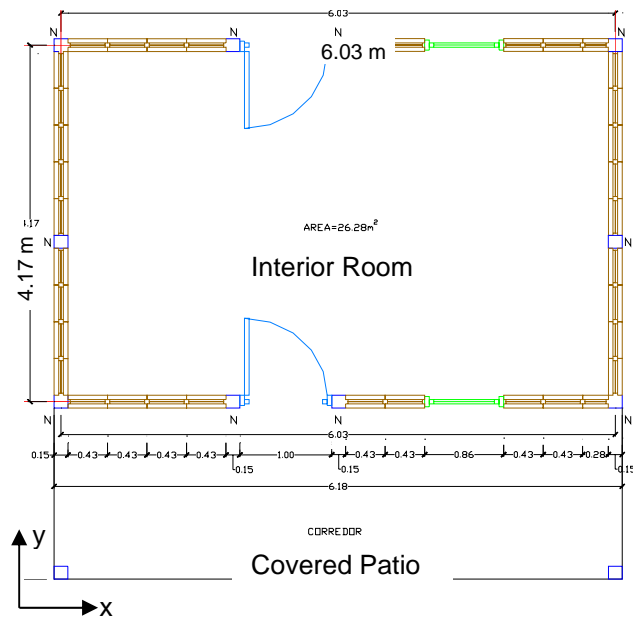 6.03
N N N N
6.03 m
.17
4.17 m
AREA=26.28m²
Interior Room
N N
N N N N
6.03
0.15 0.43 0.43 0.43 0.43 1.00 0.43 0.43 0.86 0.43 0.43 0.28
0.15 0.15 0.15
6.18
CORREDOR
Covered Patio
y
x